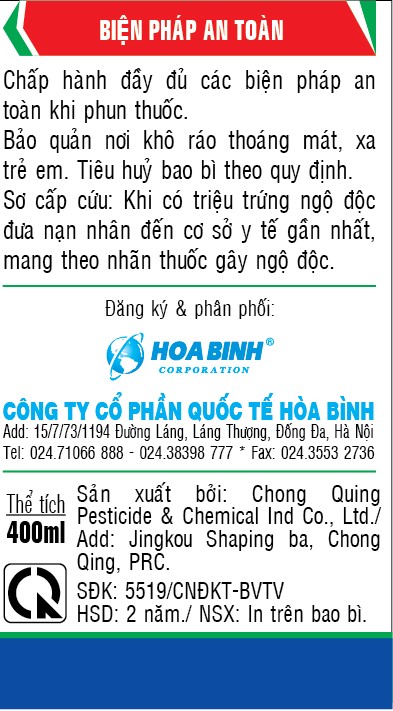 BIỆN PHÁP AN TOÀN
Chấp hành đầy đủ các biện pháp an
toàn khi phun thuốc.
Bảo quản nơi khô ráo thoáng mát, xa
trẻ em. Tiêu huỷ bao bì theo quy định.
Sơ cấp cứu: Khi có triệu trứng ngộ độc
đưa nạn nhân đến cơ sở y tế gần nhất,
mang theo nhãn thuốc gây ngộ độc.
Đăng ký & phân phối:
HOA BINH ®
CORPORATION
CÔNG TY CỔ PHẦN QUỐC TẾ HÒA BÌNH
Add: 15/7/73/1194 Đường Láng, Láng Thượng, Đống Đa, Hà Nội
Tel: 024.71066 888 - 024.38398 777 * Fax: 024.3553 2736
Thể tích
400ml
Sản xuất bởi: Chong Quing
Pesticide & Chemical Ind Co., Ltd./
Add: Jingkou Shaping ba, Chong
Qing, PRC.
SĐK: 5519/CNĐKT-BVTV
HSD: 2 năm./ NSX: In trên bao bì.